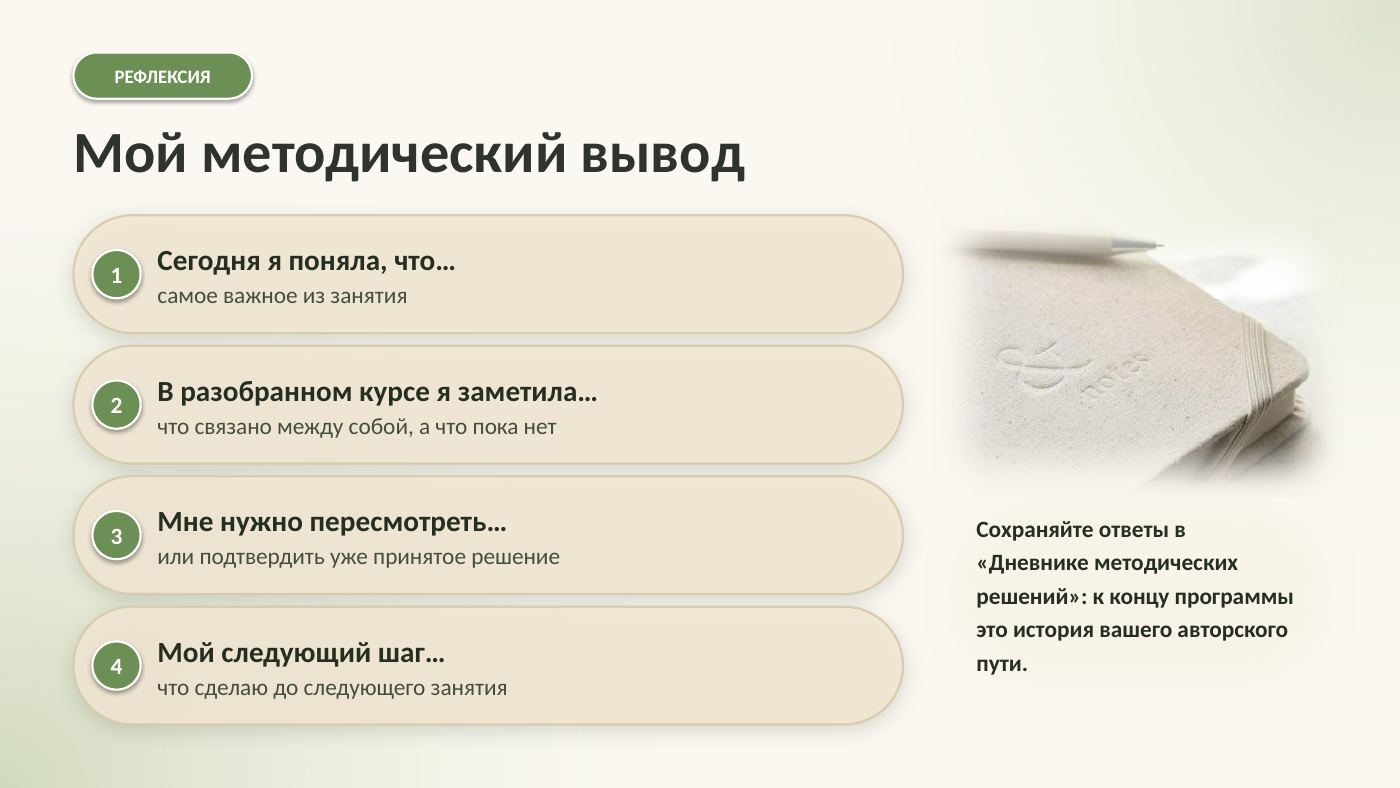 РЕФЛЕКСИЯ
Мой методический вывод
1
Сегодня я поняла, что…
самое важное из занятия
2
В разобранном курсе я заметила…
что связано между собой, а что пока нет
3
Мне нужно пересмотреть…
или подтвердить уже принятое решение
4
Мой следующий шаг…
что сделаю до следующего занятия
notes
Сохраняйте ответы в
«Дневнике методических
решений»: к концу программы
это история вашего авторского
пути.